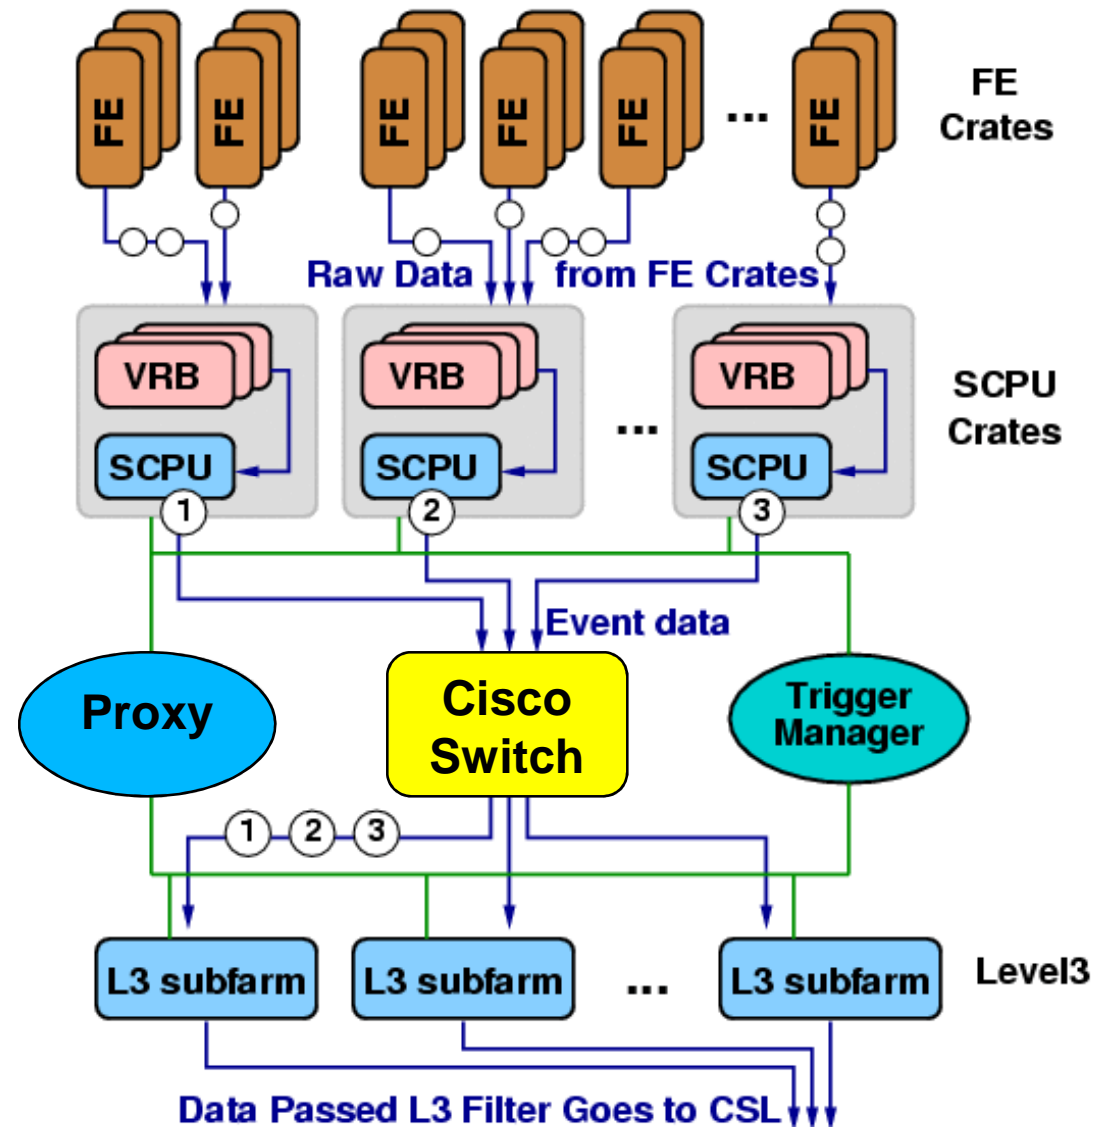 FE FE FE FE FE ... FE
FE
Crates
Raw Data from FE Crates
VRB VRB VRB
SCPU
Crates
...
SCPU SCPU SCPU
1 2 3
Event data
Proxy
Cisco
Switch
Trigger
Manager
1 2 3
L3 subfarm L3 subfarm ... L3 subfarm
Level3
Data Passed L3 Filter Goes to CSL